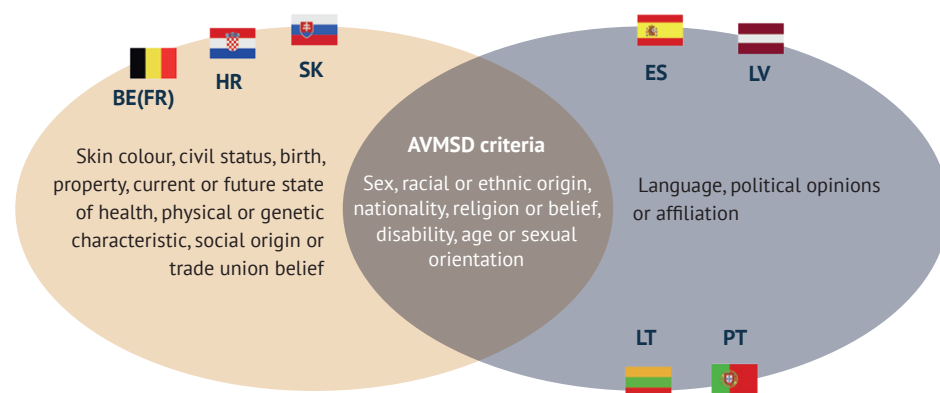 BE(FR)
HR
SK
ES
LV
Skin colour, civil status, birth,
property, current or future state
of health, physical or genetic
characteristic, social origin or
trade union belief
AVMSD criteria
Sex, racial or ethnic origin,
nationality, religion or belief,
disability, age or sexual
orientation
Language, political opinions
or affiliation
LT
PT